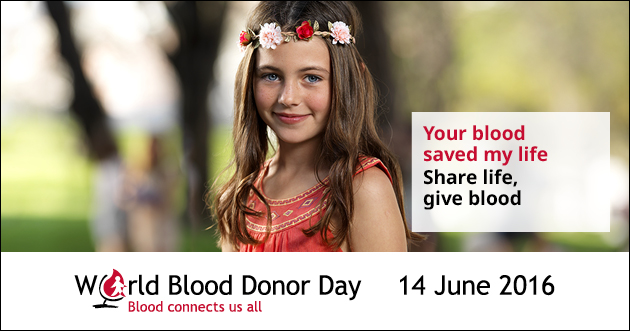 Your blood
saved my life
Share life,
give blood
World Blood Donor Day 14 June 2016
Blood connects us all